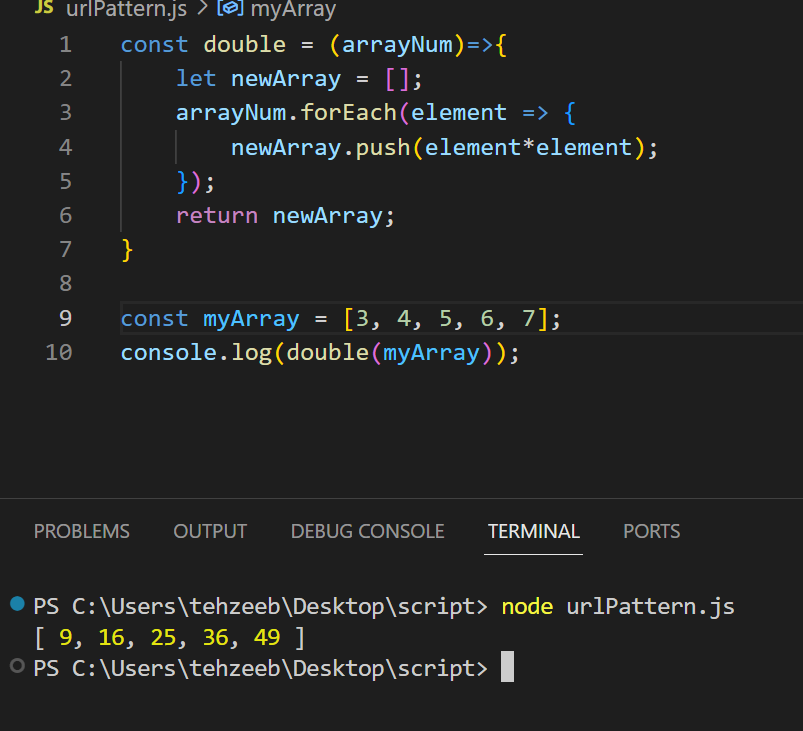 JS urlPattern.js > myArray
1 const double = (arrayNum)=>{
2     let newArray = [];
3     arrayNum.forEach(element => {
4         newArray.push(element*element);
5     });
6     return newArray;
7 }
8
9 const myArray = [3, 4, 5, 6, 7];
10 console.log(double(myArray));
PROBLEMS OUTPUT DEBUG CONSOLE TERMINAL PORTS
PS C:\Users\tehzeeb\Desktop\script> node urlPattern.js
[ 9, 16, 25, 36, 49 ]
PS C:\Users\tehzeeb\Desktop\script>